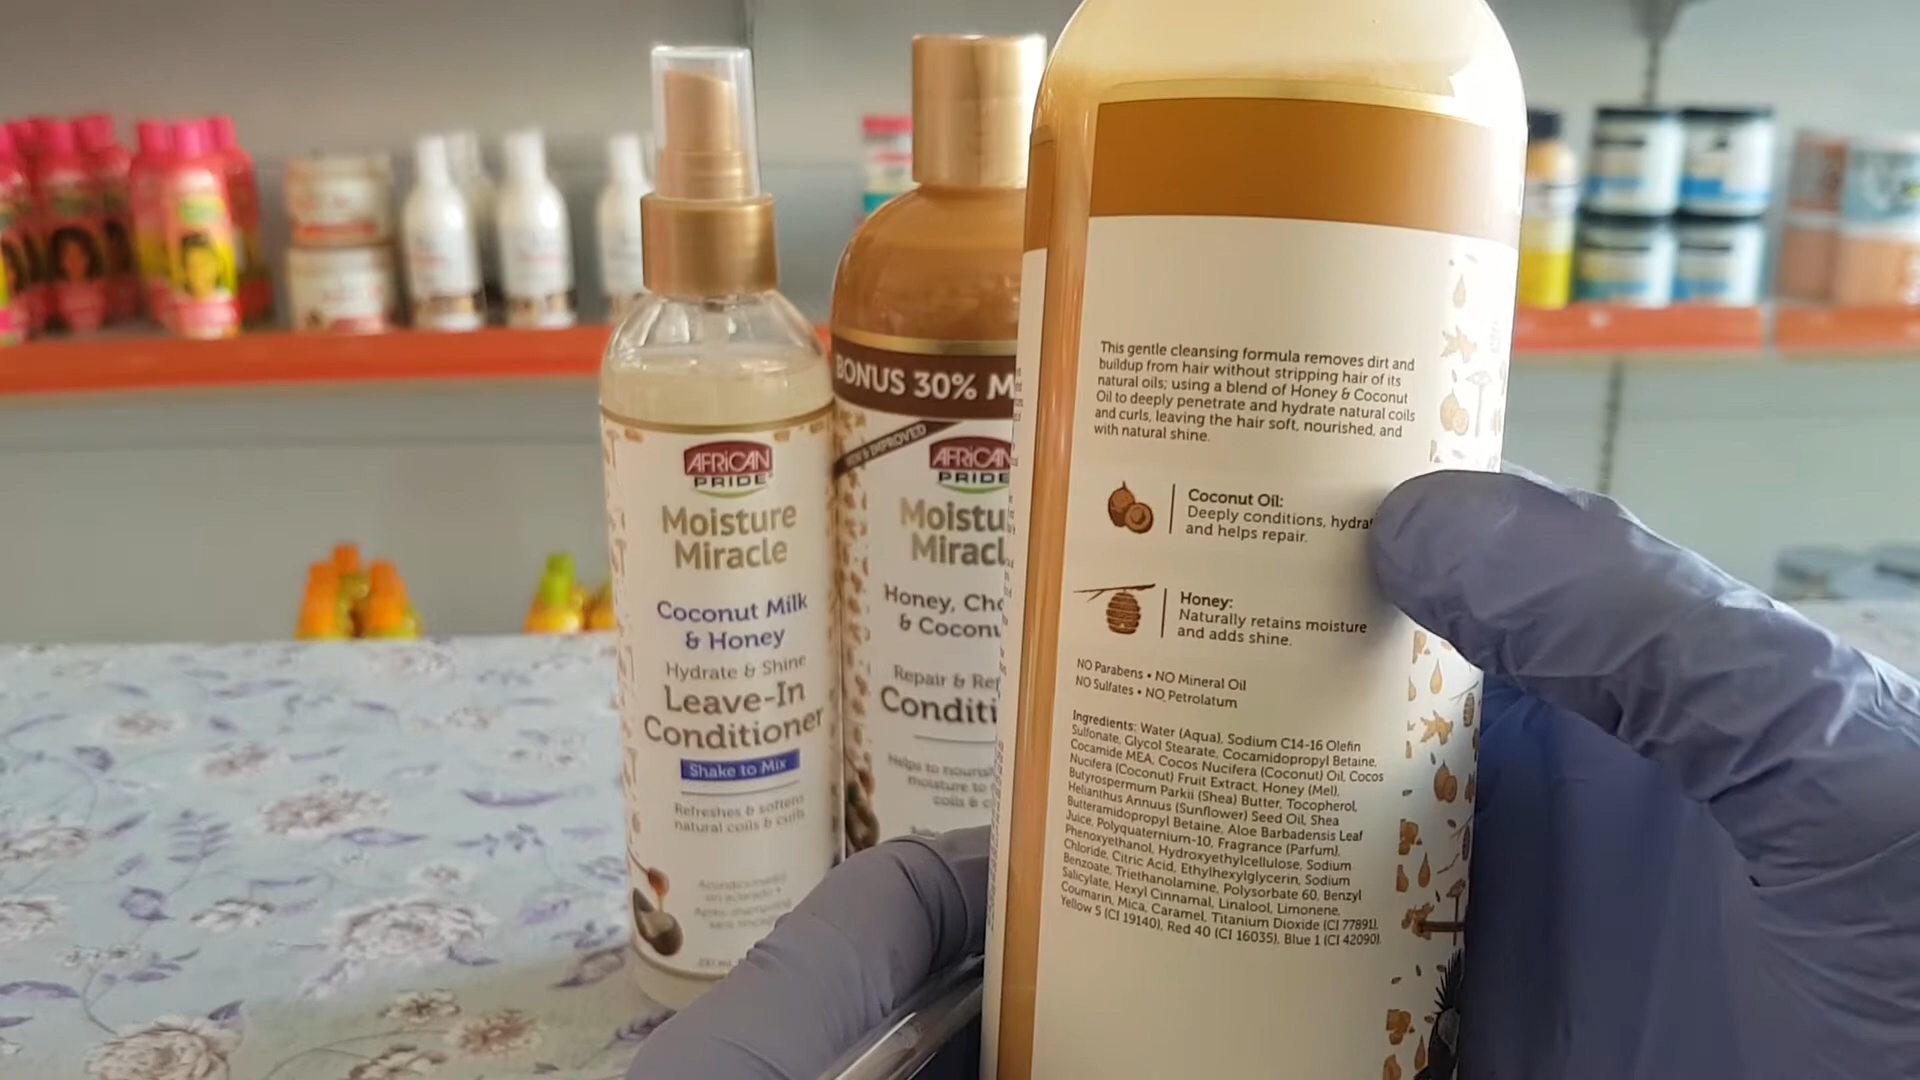 AFRICAN
PRIDE
Moisture
Miracle
Coconut Milk
& Honey
Hydrate & Shine
Leave-In
Conditioner
Shake to Mix
Refreshes & softens
natural coils & curls
BONUS 30% M
NEW & IMPROVED
AFRICAN
PRIDE
Moistu
Miracl
Honey, Cho
& Coconu
Repair & Re
Conditi
Helps to nouris
moisture to
coils & c
This gentle cleansing formula removes dirt and
buildup from hair without stripping hair of its
natural oils; using a blend of Honey & Coconut
Oil to deeply penetrate and hydrate natural coils
and curls, leaving the hair soft, nourished, and
with natural shine.
Coconut Oil:
Deeply conditions, hydra
and helps repair.
Honey:
Naturally retains moisture
and adds shine.
NO Parabens • NO Mineral Oil
NO Sulfates • NO Petrolatum
Ingredients: Water (Aqua), Sodium C14-16 Olefin
Sulfonate, Glycol Stearate, Cocamidopropyl Betaine,
Cocamide MEA, Cocos Nucifera (Coconut) Oil, Cocos
Nucifera (Coconut) Fruit Extract, Honey (Mel),
Butyrospermum Parkii (Shea) Butter, Tocopherol,
Helianthus Annuus (Sunflower) Seed Oil, Shea
Butteramidopropyl Betaine, Aloe Barbadensis Leaf
Juice, Polyquaternium-10, Fragrance (Parfum),
Phenoxyethanol, Hydroxyethylcellulose, Sodium
Chloride, Citric Acid, Ethylhexylglycerin, Sodium
Benzoate, Triethanolamine, Polysorbate 60, Benzyl
Salicylate, Hexyl Cinnamal, Linalool, Limonene,
Coumarin, Mica, Caramel, Titanium Dioxide (CI 77891),
Yellow 5 (CI 19140), Red 40 (CI 16035), Blue 1 (CI 42090).